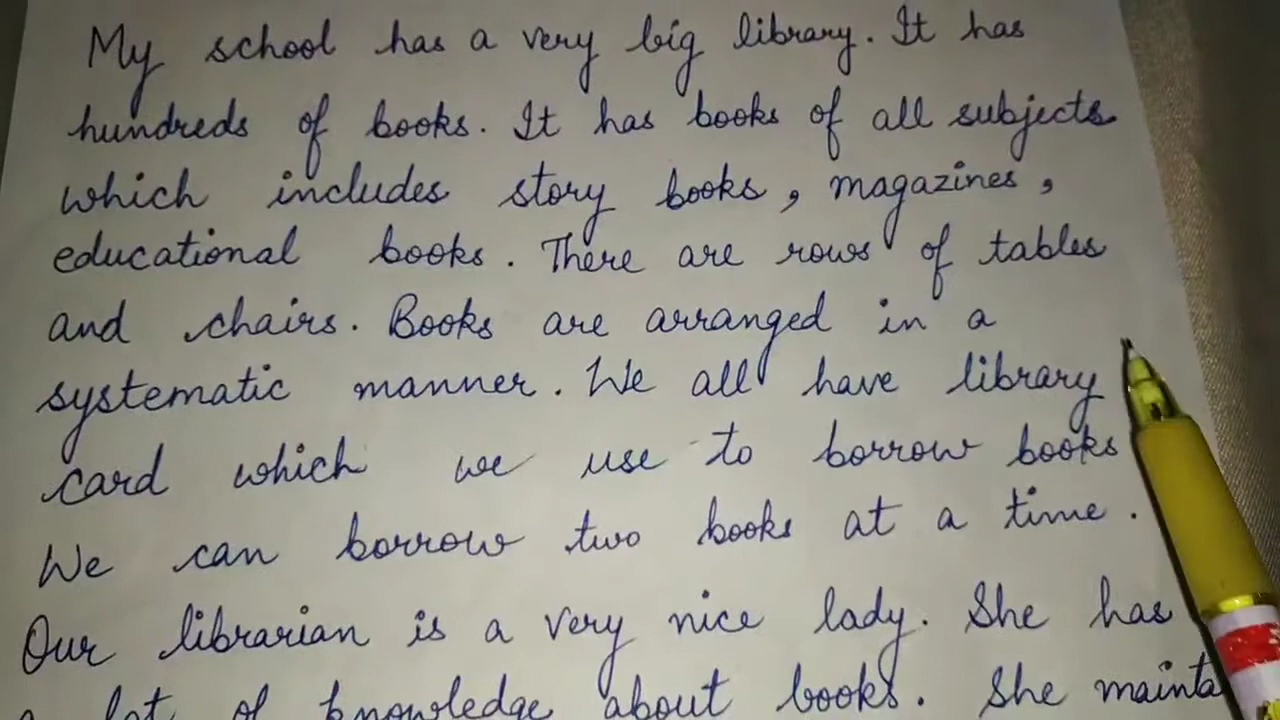 My school has a very big library. It has
hundreds of books. It has books of all subjects
which includes story books, magazines,
educational books. There are rows of tables
and chairs. Books are arranged in a
systematic manner. We all have library
card which we use to borrow books
We can borrow two books at a time.
Our librarian is a very nice lady. She has
a lot of knowledge about books. She mainta